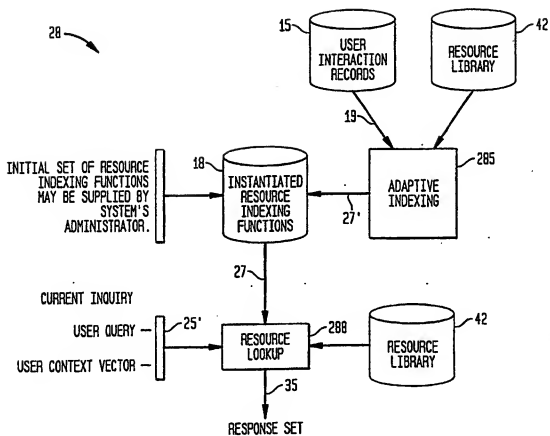 28
15
42
USER
INTERACTION
RECORDS
RESOURCE
LIBRARY
19
285
INITIAL SET OF RESOURCE
INDEXING FUNCTIONS
MAY BE SUPPLIED BY
SYSTEM'S
ADMINISTRATOR.
18
INSTANTIATED
RESOURCE
INDEXING
FUNCTIONS
ADAPTIVE
INDEXING
27'
27
CURRENT INQUIRY
25'
USER QUERY
USER CONTEXT VECTOR
288
RESOURCE
LOOKUP
42
RESOURCE
LIBRARY
35
RESPONSE SET